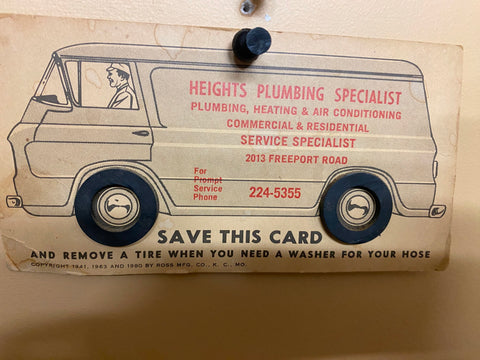 HEIGHTS PLUMBING SPECIALIST
PLUMBING, HEATING & AIR CONDITIONING
COMMERCIAL & RESIDENTIAL
SERVICE SPECIALIST
2013 FREEPORT ROAD
For
Prompt
Service
Phone
224-5355
SAVE THIS CARD
AND REMOVE A TIRE WHEN YOU NEED A WASHER FOR YOUR HOSE
COPYRIGHT 1941, 1963 AND 1980 BY ROSS MFG. CO., K. C., MO.